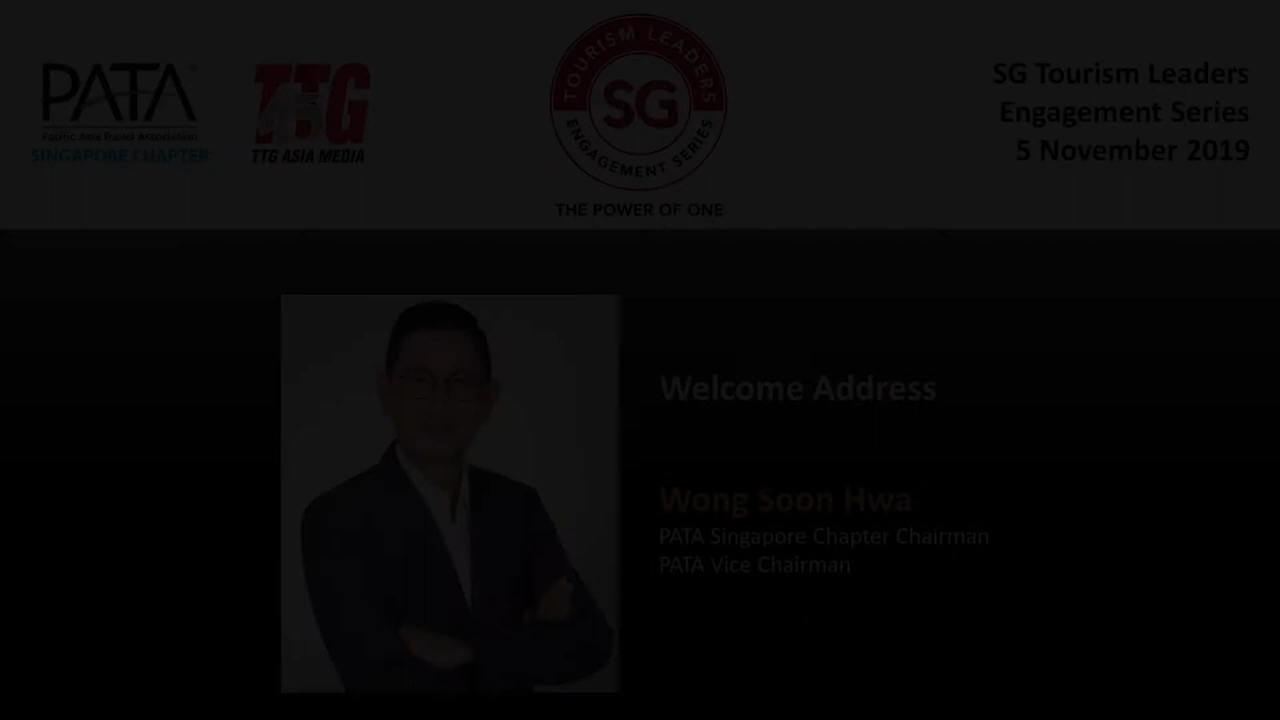 PATA
Pacific Asia Travel Association
SINGAPORE CHAPTER
TTG
TTG ASIA MEDIA
TOURISM LEADERS
SG
ENGAGEMENT SERIES
THE POWER OF ONE
SG Tourism Leaders
Engagement Series
5 November 2019
Welcome Address
Wong Soon Hwa
PATA Singapore Chapter Chairman
PATA Vice Chairman